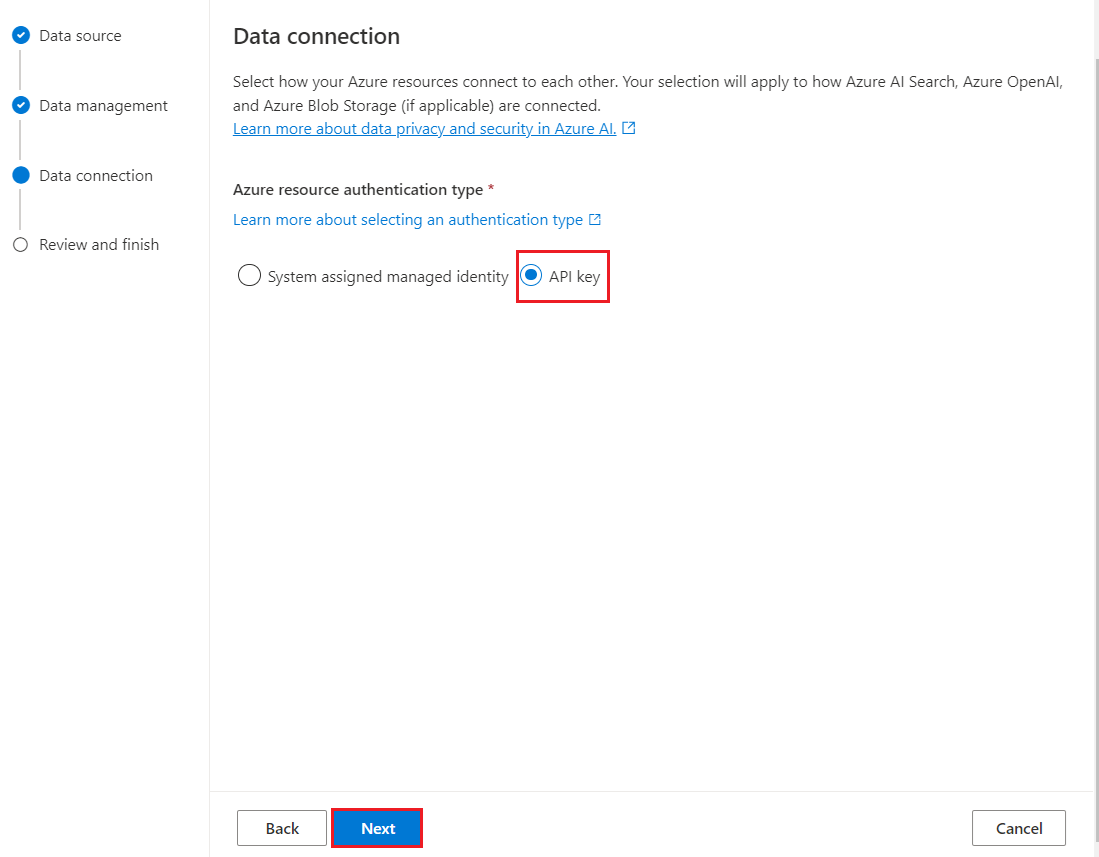 Data source
Data management
Data connection
Review and finish
Data connection
Select how your Azure resources connect to each other. Your selection will apply to how Azure AI Search, Azure OpenAI,
and Azure Blob Storage (if applicable) are connected.
Learn more about data privacy and security in Azure AI.
Azure resource authentication type *
Learn more about selecting an authentication type
System assigned managed identity API key
Back Next Cancel